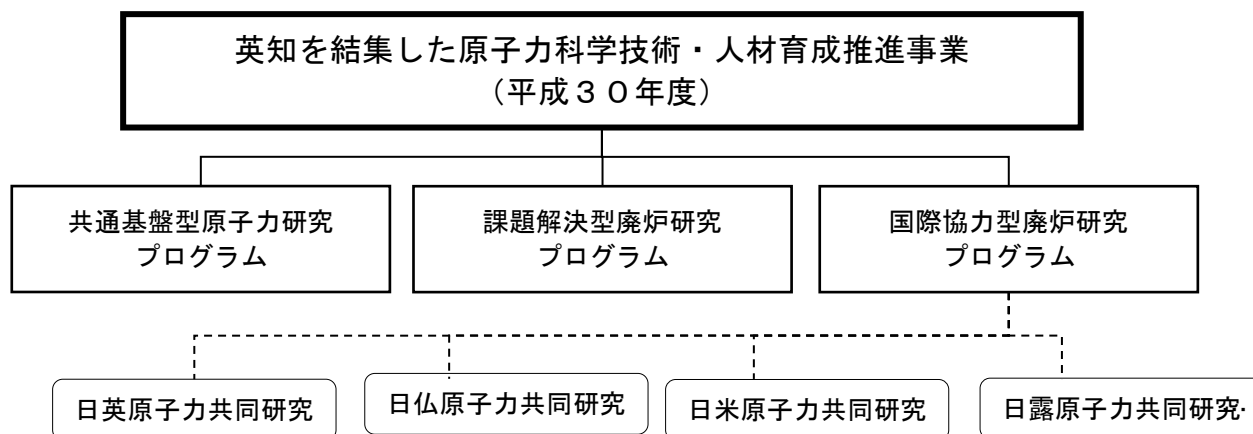 英知を結集した原子力科学技術・人材育成推進事業
（平成３０年度）
共通基盤型原子力研究
プログラム
課題解決型廃炉研究
プログラム
国際協力型廃炉研究
プログラム
日英原子力共同研究
日仏原子力共同研究
日米原子力共同研究
日露原子力共同研究·